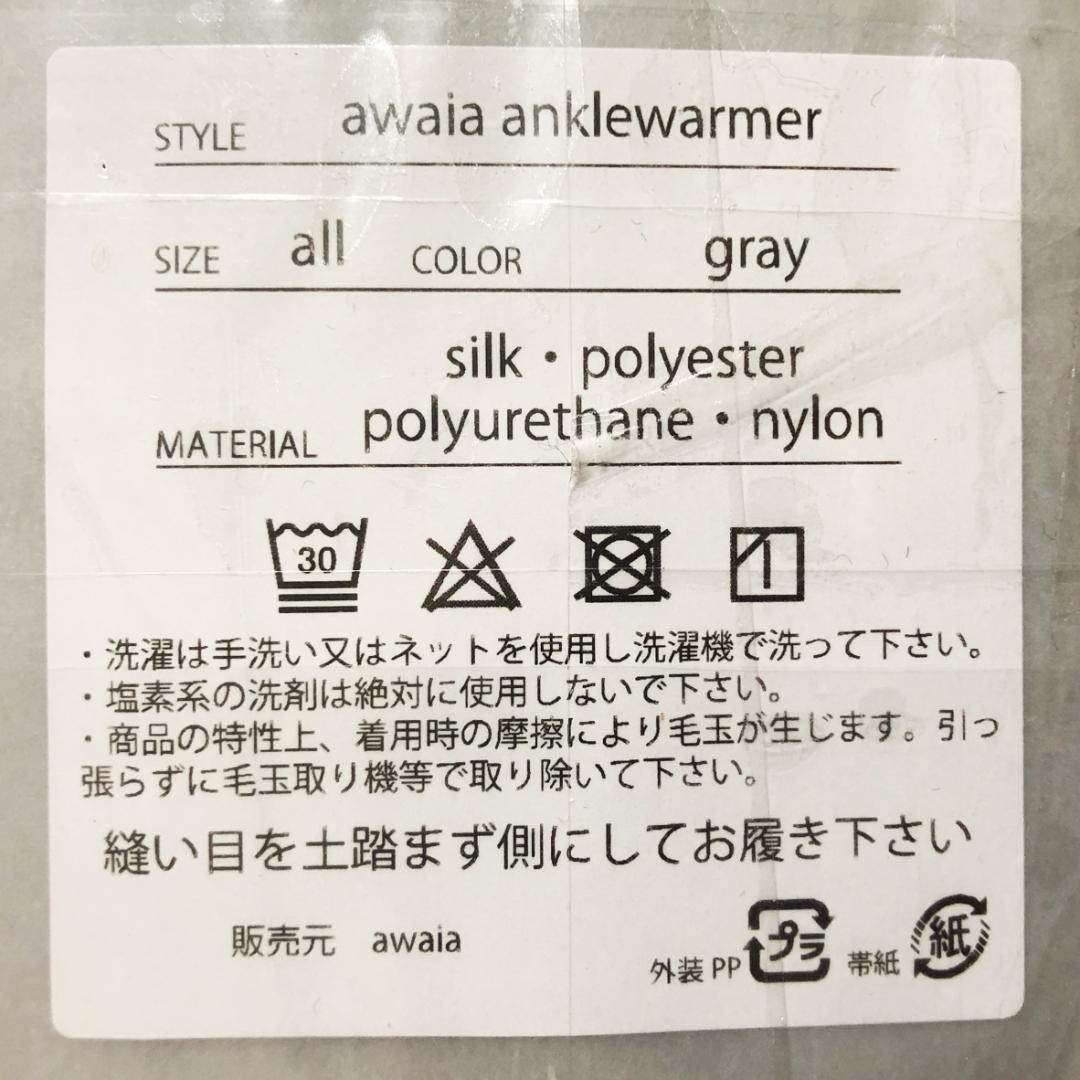 STYLE awaia anklewarmer
SIZE all COLOR gray
silk・polyester
MATERIAL polyurethane・nylon
30
・洗濯は手洗い又はネットを使用し洗濯機で洗って下さい。
・塩素系の洗剤は絶対に使用しないで下さい。
・商品の特性上、着用時の摩擦により毛玉が生じます。引っ
張らずに毛玉取り機等で取り除いて下さい。
縫い目を土踏まず側にしてお履き下さい
販売元 awaia
外装PP プラ 帯紙 紙